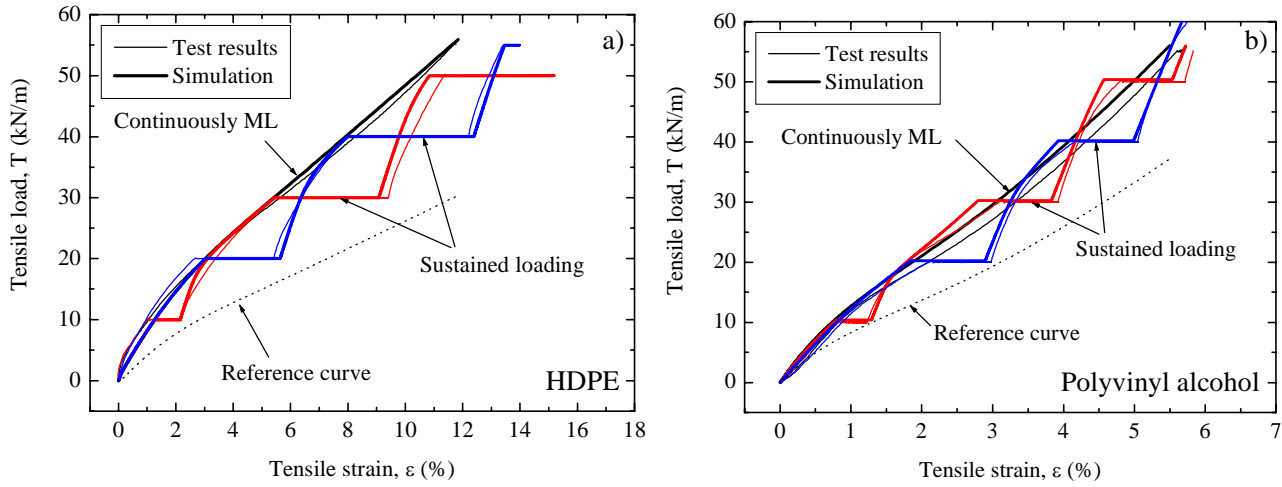 a)
Test results
Simulation
Continuously ML
Sustained loading
Reference curve
HDPE
60
50
40
30
20
10
0
0 2 4 6 8 10 12 14 16 18
Tensile load, T (kN/m)
Tensile strain, ε (%)
b)
Test results
Simulation
Continuously ML
Sustained loading
Reference curve
Polyvinyl alcohol
60
50
40
30
20
10
0
0 1 2 3 4 5 6 7
Tensile load, T (kN/m)
Tensile strain, ε (%)